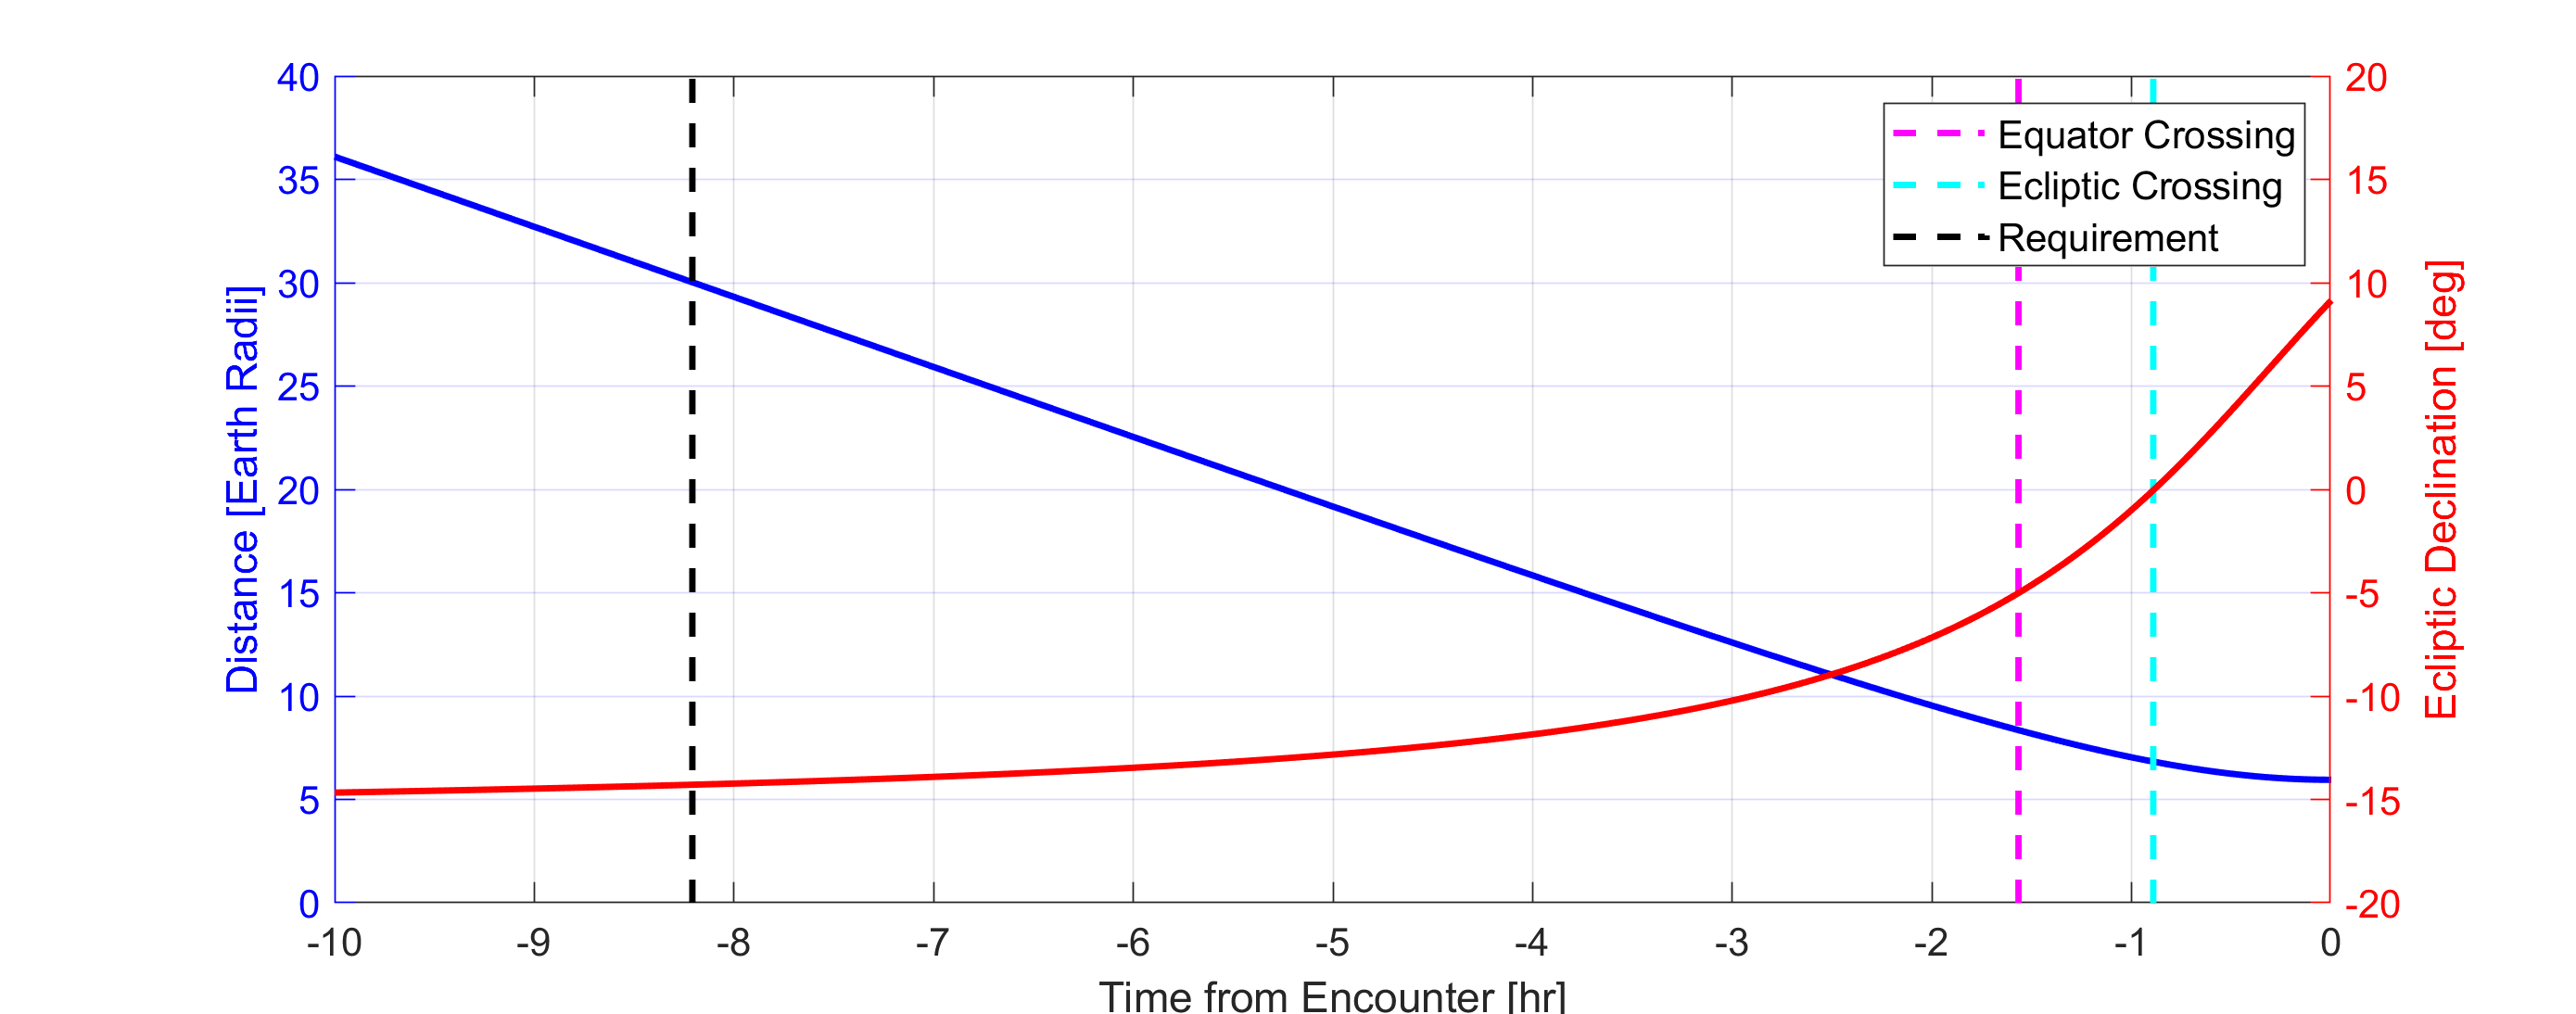 40
35
30
25
20
15
10
5
0
Distance [Earth Radii]
20
15
10
5
0
-5
-10
-15
-20
Ecliptic Declination [deg]
Equator Crossing
Ecliptic Crossing
Requirement
-10 -9 -8 -7 -6 -5 -4 -3 -2 -1 0
Time from Encounter [hr]